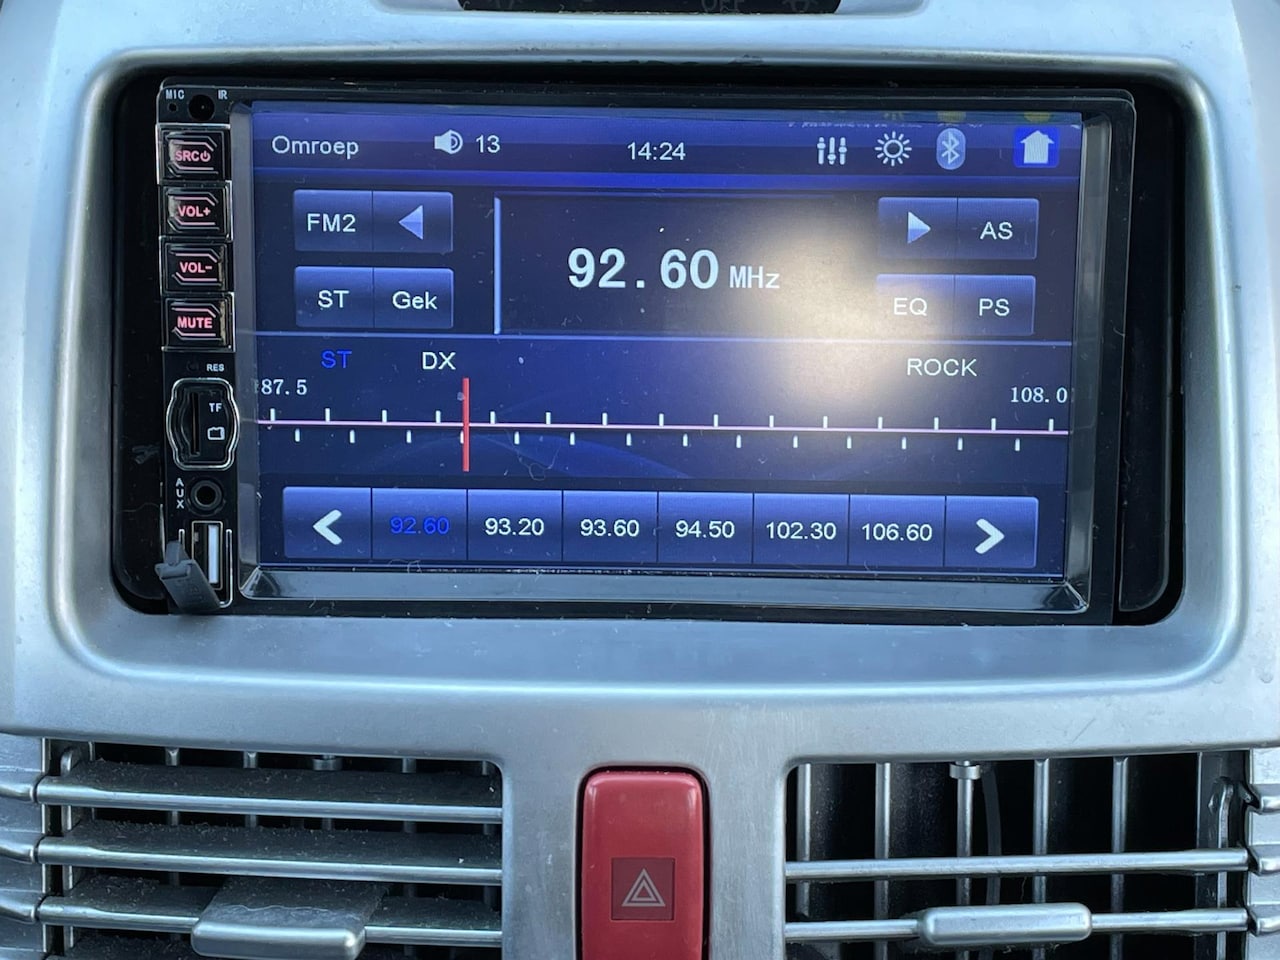 OFF
MIC IR
SRC
VOL+
VOL-
MUTE
RES
TF
AUX
Omroep 13 14:24
FM2 92.60 MHz AS
ST Gek EQ PS
ST DX ROCK
87.5 108.0
92.60 93.20 93.60 94.50 102.30 106.60